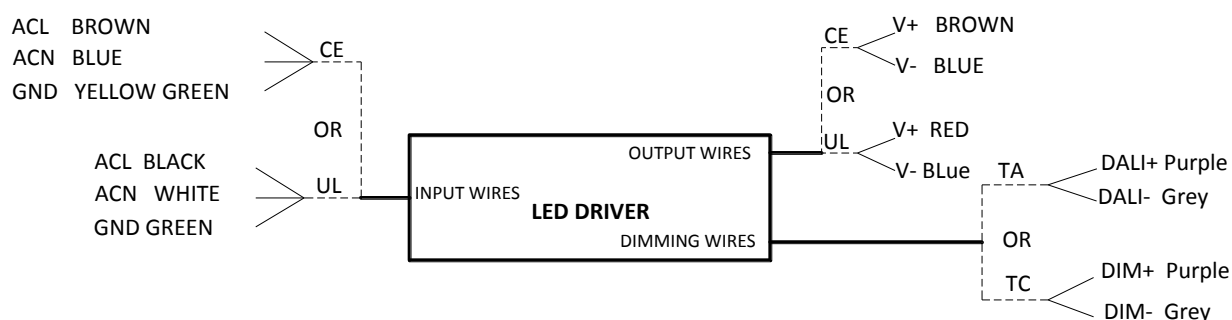 ACL BROWN
ACN BLUE
GND YELLOW GREEN
CE
OR
ACL BLACK
ACN WHITE
GND GREEN
UL
INPUT WIRES
OUTPUT WIRES
LED DRIVER
DIMMING WIRES
CE
V+ BROWN
V- BLUE
OR
UL
V+ RED
V- BLue
TA
DALI+ Purple
DALI- Grey
OR
TC
DIM+ Purple
DIM- Grey